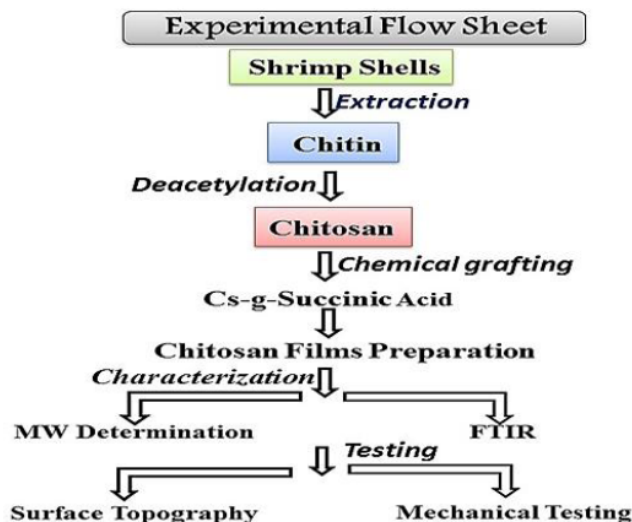 Experimental Flow Sheet
Shrimp Shells
Extraction
Chitin
Deacetylation
Chitosan
Chemical grafting
Cs-g-Succinic Acid
Chitosan Films Preparation
Characterization
MW Determination
FTIR
Testing
Surface Topography
Mechanical Testing